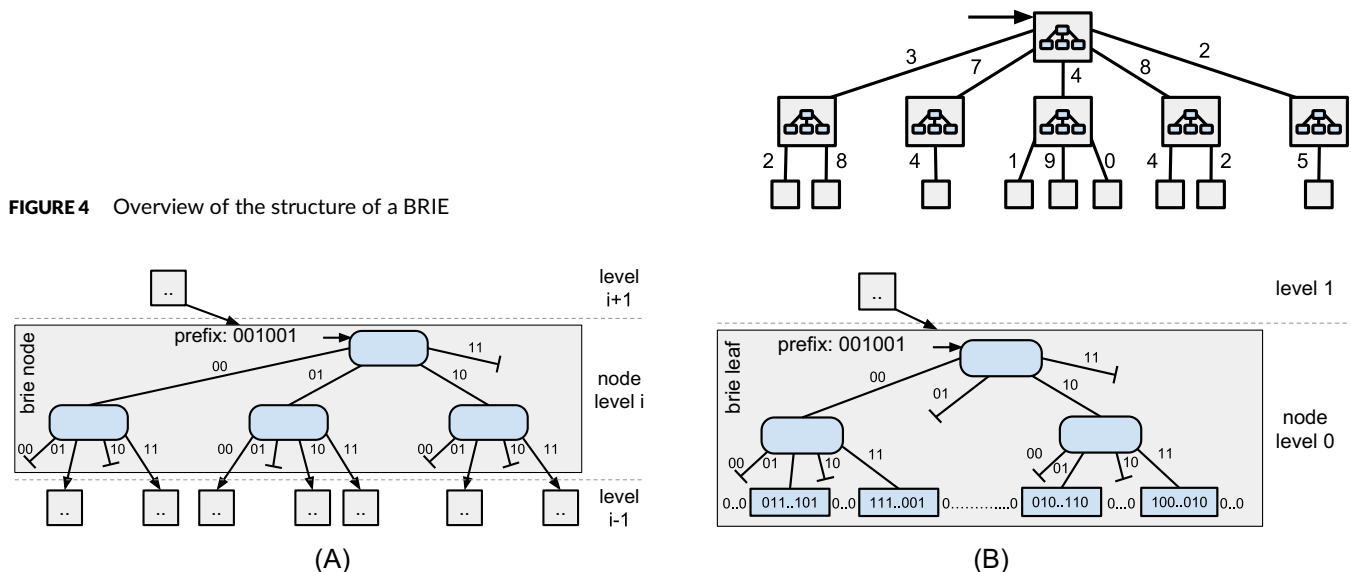 3 7 4 8 2
2 8 4 1 9 0 4 2 5
FIGURE 4 Overview of the structure of a BRIE
..
level
i+1
brie node
prefix: 001001
00 01 10 11
node
level i
00 01 10 11 00 01 10 11 00 01 10 11
.. .. .. .. .. .. ..
level
i-1
(A)
..
level 1
brie leaf
prefix: 001001
00 01 10 11
node
level 0
00 01 10 11 00 01 10 11
0..0 011..101 0..0 111..001 0...........0 010..110 0...0 100..010 0..0
(B)